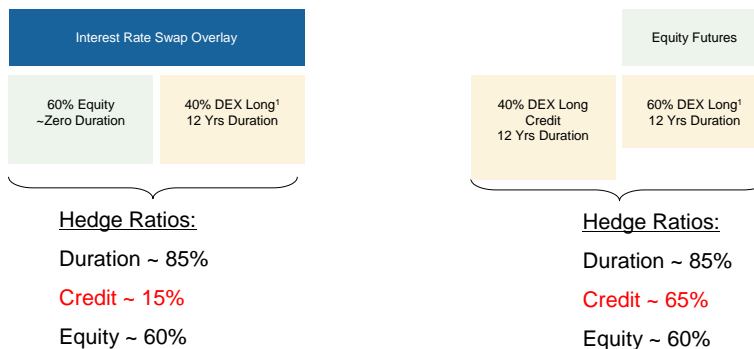 Interest Rate Swap Overlay
60% Equity
~Zero Duration
40% DEX Long1
12 Yrs Duration
Hedge Ratios:
Duration ~ 85%
Credit ~ 15%
Equity ~ 60%
Equity Futures
40% DEX Long
Credit
12 Yrs Duration
60% DEX Long1
12 Yrs Duration
Hedge Ratios:
Duration ~ 85%
Credit ~ 65%
Equity ~ 60%